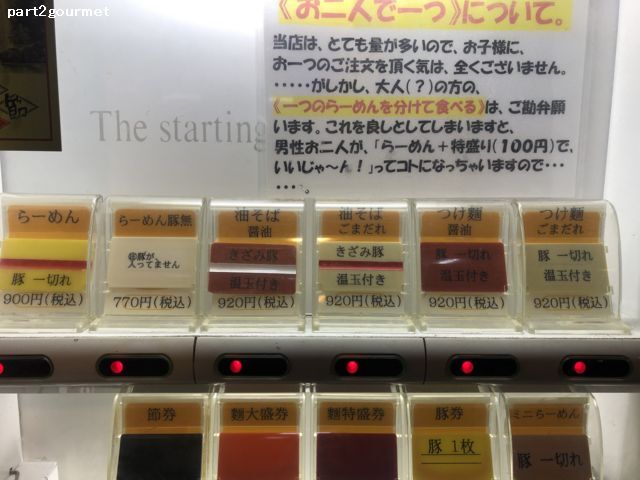 part2gourmet
《お二人で一つ》について。
当店は、とても量が多いので、お子様に、
お一つのご注文を頂く気は、全くございません。
・・・・・がしかし、大人(?)の方の、
《一つのらーめんを分けて食べる》は、ご勘弁願
います。これを良しとしてしまいますと、
男性お二人が、「らーめん+特盛り(100円)で、
いいじゃ~ん!」ってコトになっちゃいますので・・・
・・・・・。
The starting
らーめん
豚 一切れ
900円(税込)
らーめん豚無
※豚が
入ってません
770円(税込)
油そば
醤油
きざみ豚
温玉付き
920円(税込)
油そば
ごまだれ
きざみ豚
温玉付き
920円(税込)
つけ麺
醤油
豚 一切れ
温玉付き
920円(税込)
つけ麺
ごまだれ
豚 一切れ
温玉付き
920円(税込)
節券
麺大盛券
麺特盛券
豚券
豚 1枚
ミニらーめん
豚 一切れ